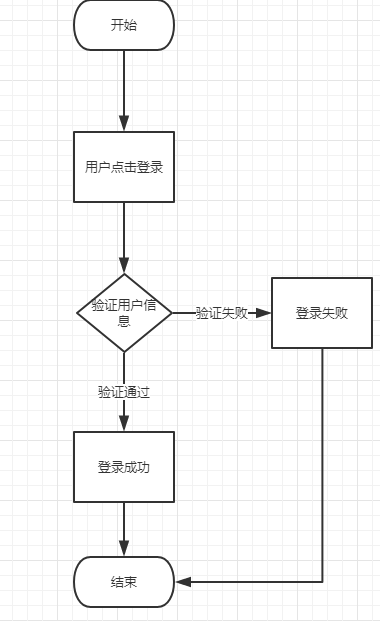 开始
用户点击登录
验证用户信
息
验证失败
登录失败
验证通过
登录成功
结束